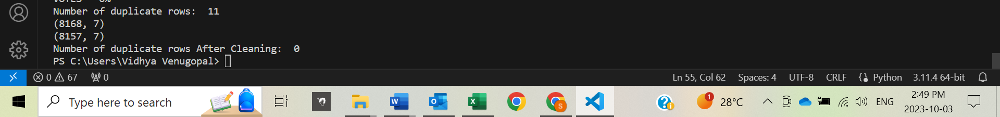 VOTES 0%
Number of duplicate rows:  11
(8168, 7)
(8157, 7)
Number of duplicate rows After Cleaning:  0
PS C:\Users\Vidhya Venugopal>
0 67 0 Ln 55, Col 62 Spaces: 4 UTF-8 CRLF Python 3.11.4 64-bit
Type here to search W O X S 1 28°C ENG 2:49 PM
2023-10-03